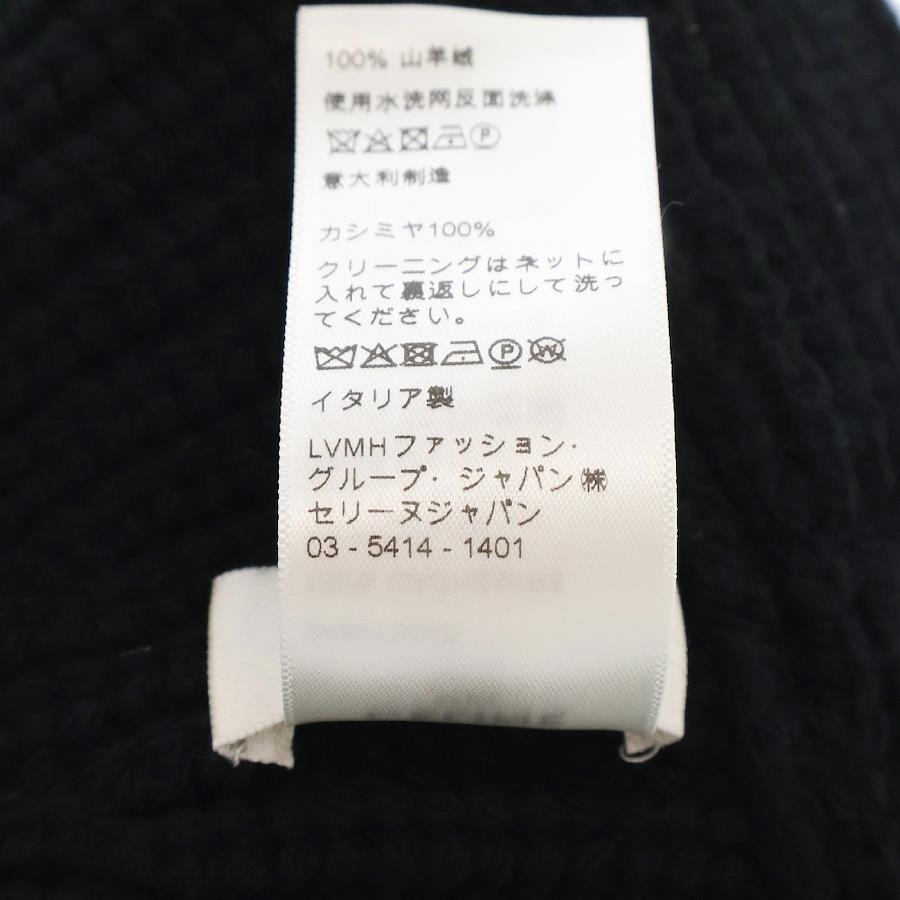 100% 山羊绒
使用水洗网反面洗涤
意大利制造
カシミヤ100%
クリーニングはネットに
入れて裏返しにして洗っ
てください。
P W
イタリア製
LVMHファッション・
グループ・ジャパン㈱
セリーヌジャパン
03 - 5414 - 1401